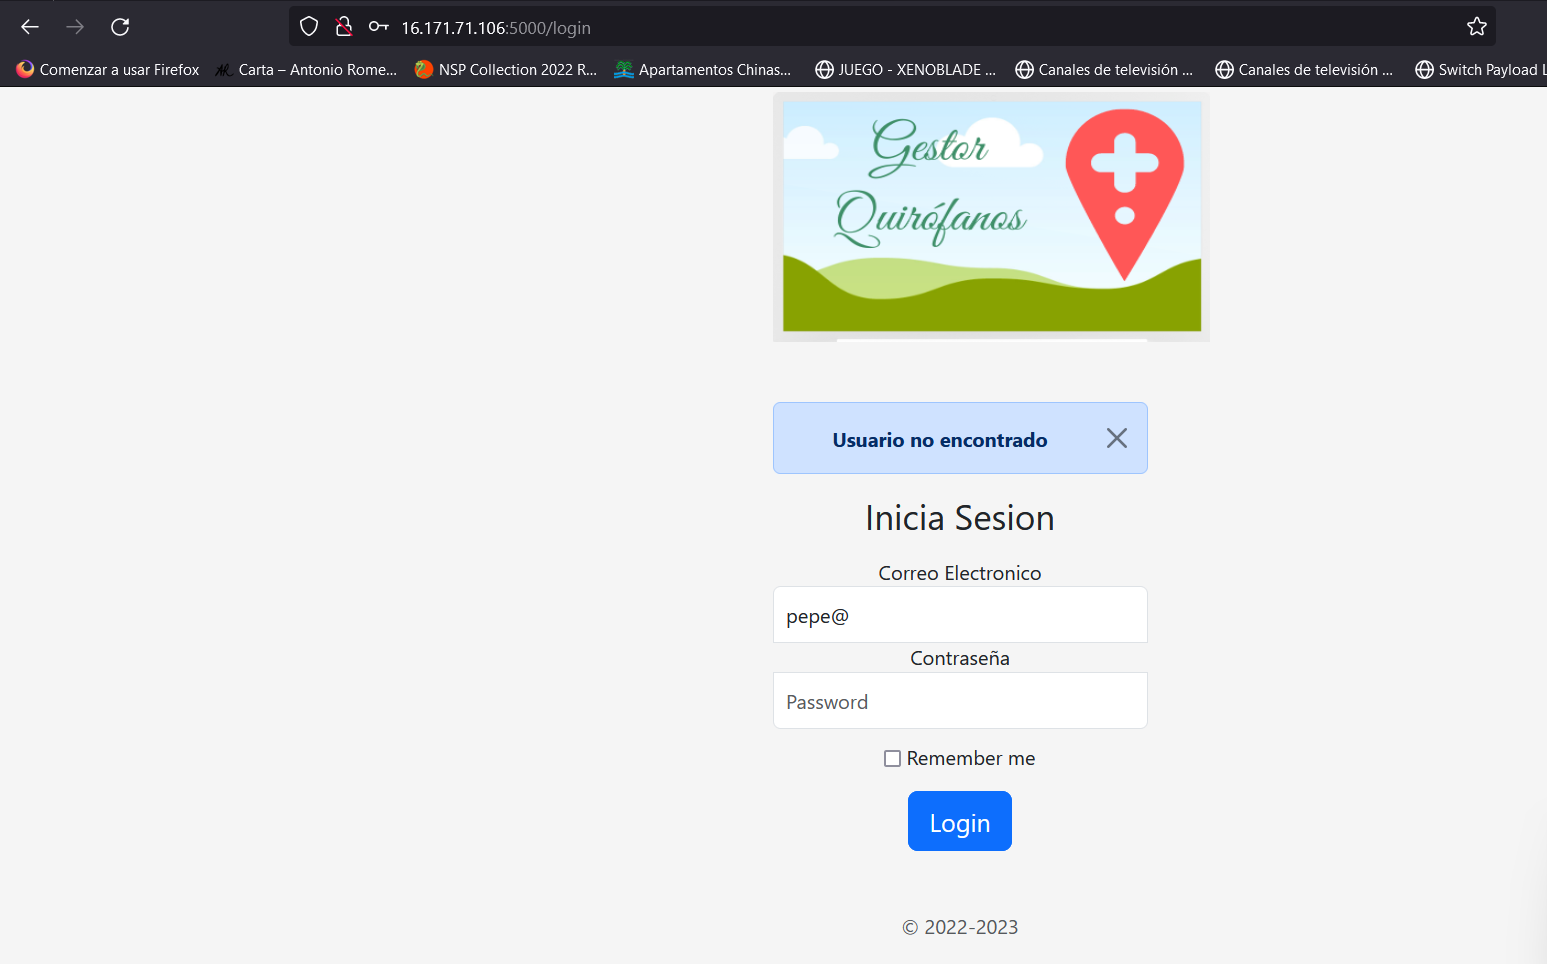 16.171.71.106:5000/login
Comenzar a usar Firefox
Carta – Antonio Rome...
NSP Collection 2022 R...
Apartamentos Chinas...
JUEGO - XENOBLADE ...
Canales de televisión ...
Canales de televisión ...
Switch Payload L
Gestor
Quirófanos
Usuario no encontrado
Inicia Sesion
Correo Electronico
pepe@
Contraseña
Password
Remember me
Login
© 2022-2023